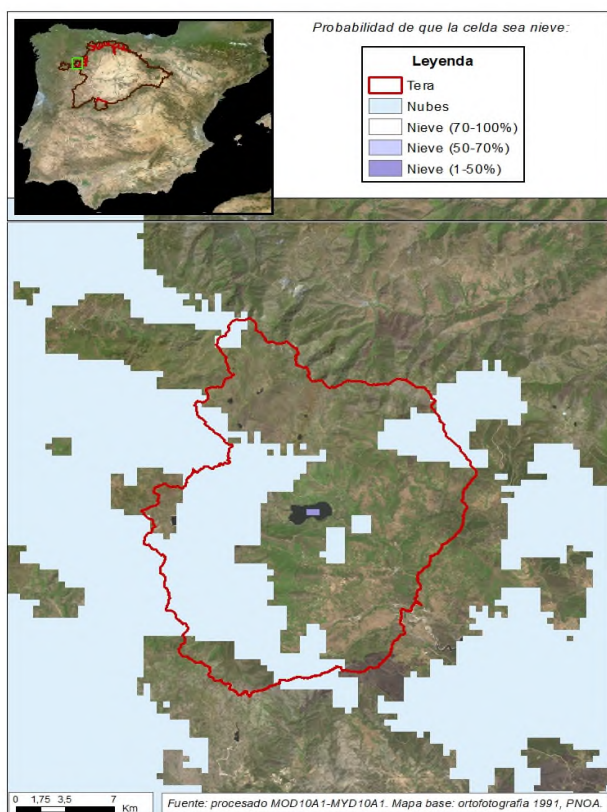 Probabilidad de que la celda sea nieve:
Leyenda
Tera
Nubes
Nieve (70-100%)
Nieve (50-70%)
Nieve (1-50%)
0 1,75 3,5 7
Km
Fuente: procesado MOD10A1-MYD10A1. Mapa base: ortofotografía 1991, PNOA